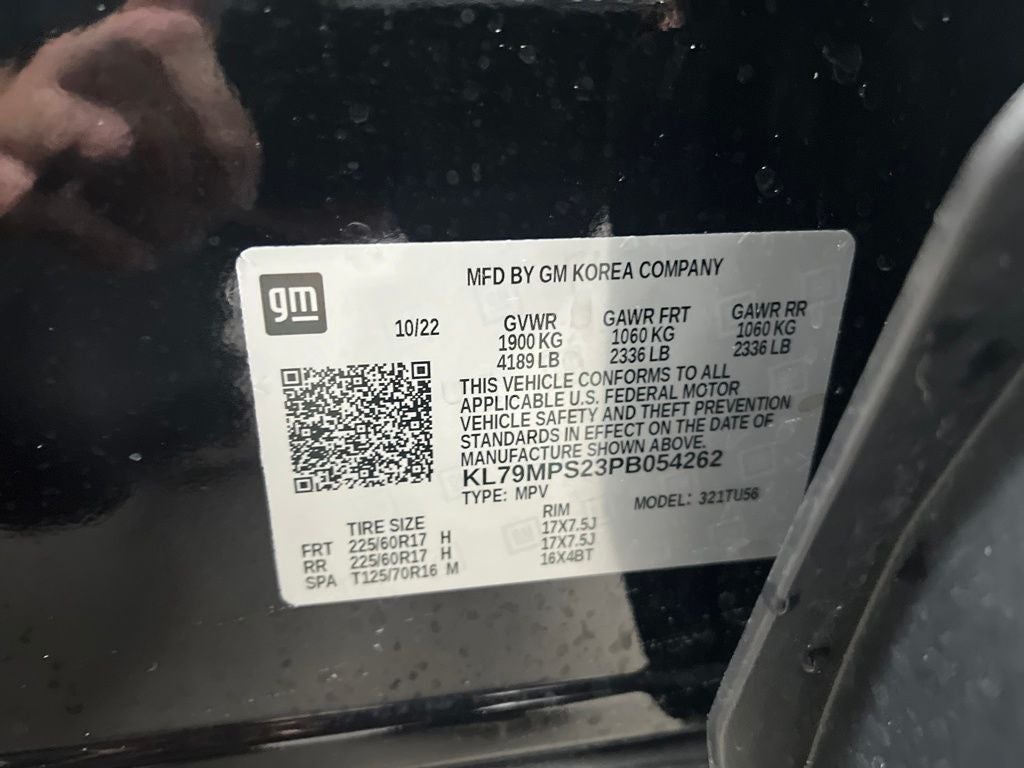 gm
MFD BY GM KOREA COMPANY
10/22
GVWR GAWR FRT GAWR RR
1900 KG 1060 KG 1060 KG
4189 LB 2336 LB 2336 LB
THIS VEHICLE CONFORMS TO ALL
APPLICABLE U.S. FEDERAL MOTOR
VEHICLE SAFETY AND THEFT PREVENTION
STANDARDS IN EFFECT ON THE DATE OF
MANUFACTURE SHOWN ABOVE.
KL79MPS23PB054262
TYPE: MPV MODEL: 321TU56
TIRE SIZE RIM
FRT 225/60R17 H 17X7.5J
RR 225/60R17 H 17X7.5J
SPA T125/70R16 M 16X4BT